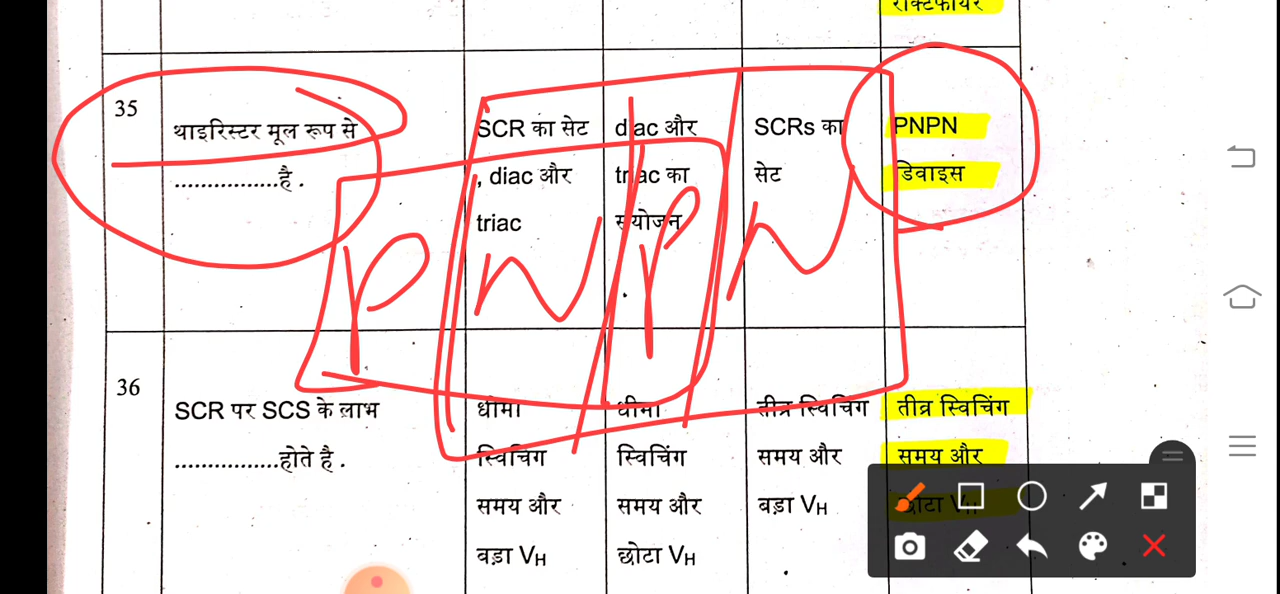 रेक्टिफायर
35
थाइरिस्टर मूल रूप से
................है .
SCR का सेट
, diac और
triac
diac और
triac का
संयोजन
SCRs का
सेट
PNPN
डिवाइस
P N P N
36
SCR पर SCS के लाभ
................होते है .
धीमा
स्विचिंग
समय और
बड़ा VH
धीमा
स्विचिंग
समय और
छोटा VH
तीव्र स्विचिंग
समय और
बड़ा VH
तीव्र स्विचिंग
समय और
छोटा VH